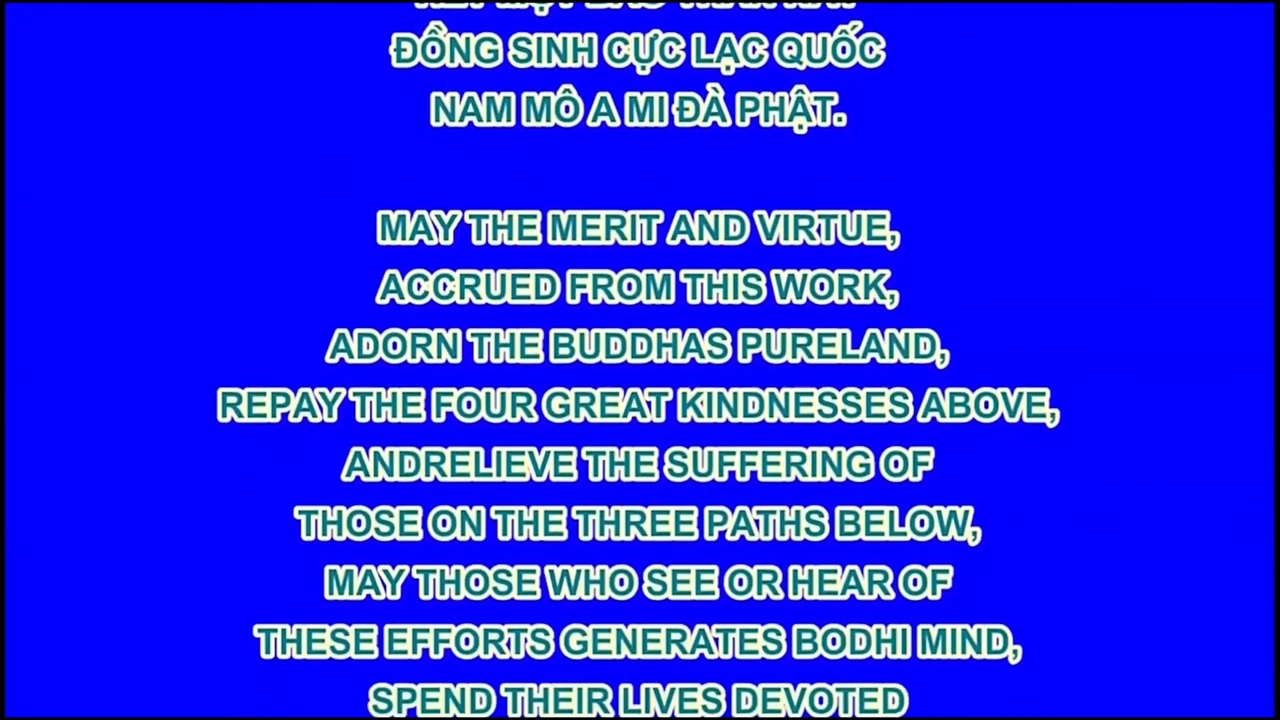 ĐỒNG SINH CỰC LẠC QUỐC
NAM MÔ A MI ĐÀ PHẬT.
MAY THE MERIT AND VIRTUE,
ACCRUED FROM THIS WORK,
ADORN THE BUDDHAS PURELAND,
REPAY THE FOUR GREAT KINDNESSES ABOVE,
ANDRELIEVE THE SUFFERING OF
THOSE ON THE THREE PATHS BELOW,
MAY THOSE WHO SEE OR HEAR OF
THESE EFFORTS GENERATES BODHI MIND,
SPEND THEIR LIVES DEVOTED